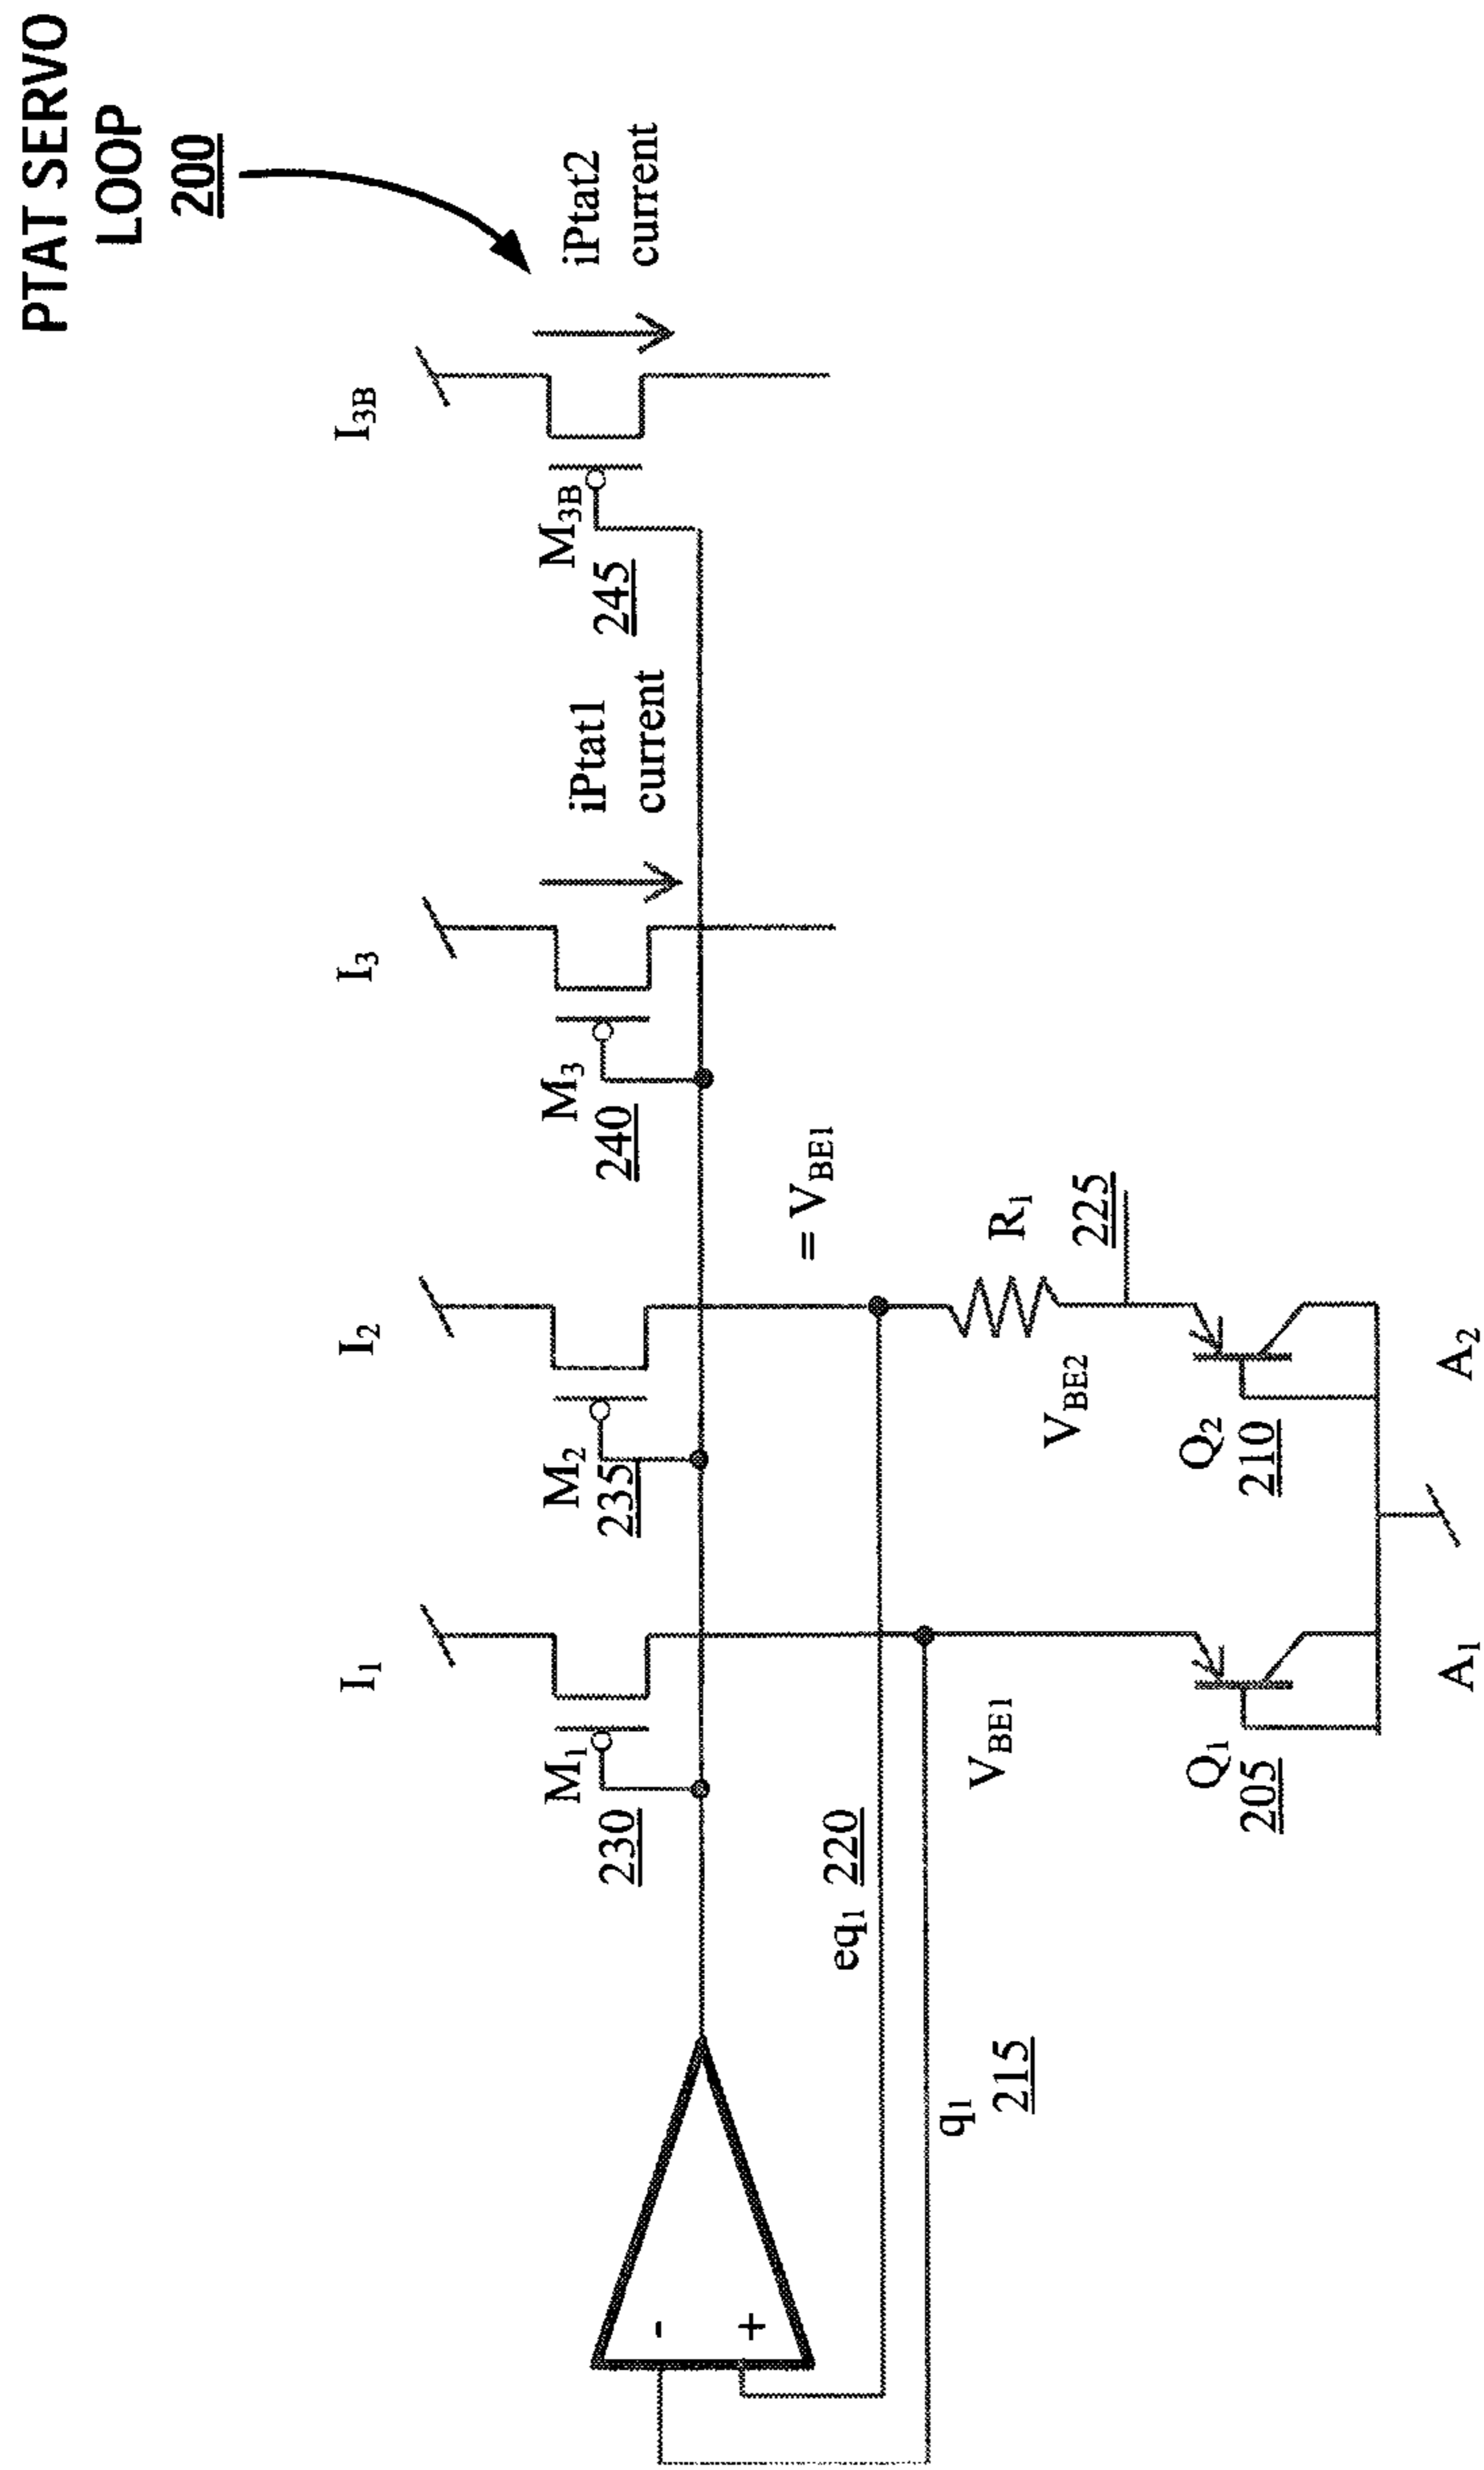 PTAT SERVO
LOOP
200
I1
I2
I3
I3B
M1
230
M2
235
M3
240
M3B
245
iPtat1
current
iPtat2
current
-
+
eq1 220
= VBE1
q1
215
VBE1
VBE2
R1
225
Q1
205
Q2
210
A1
A2